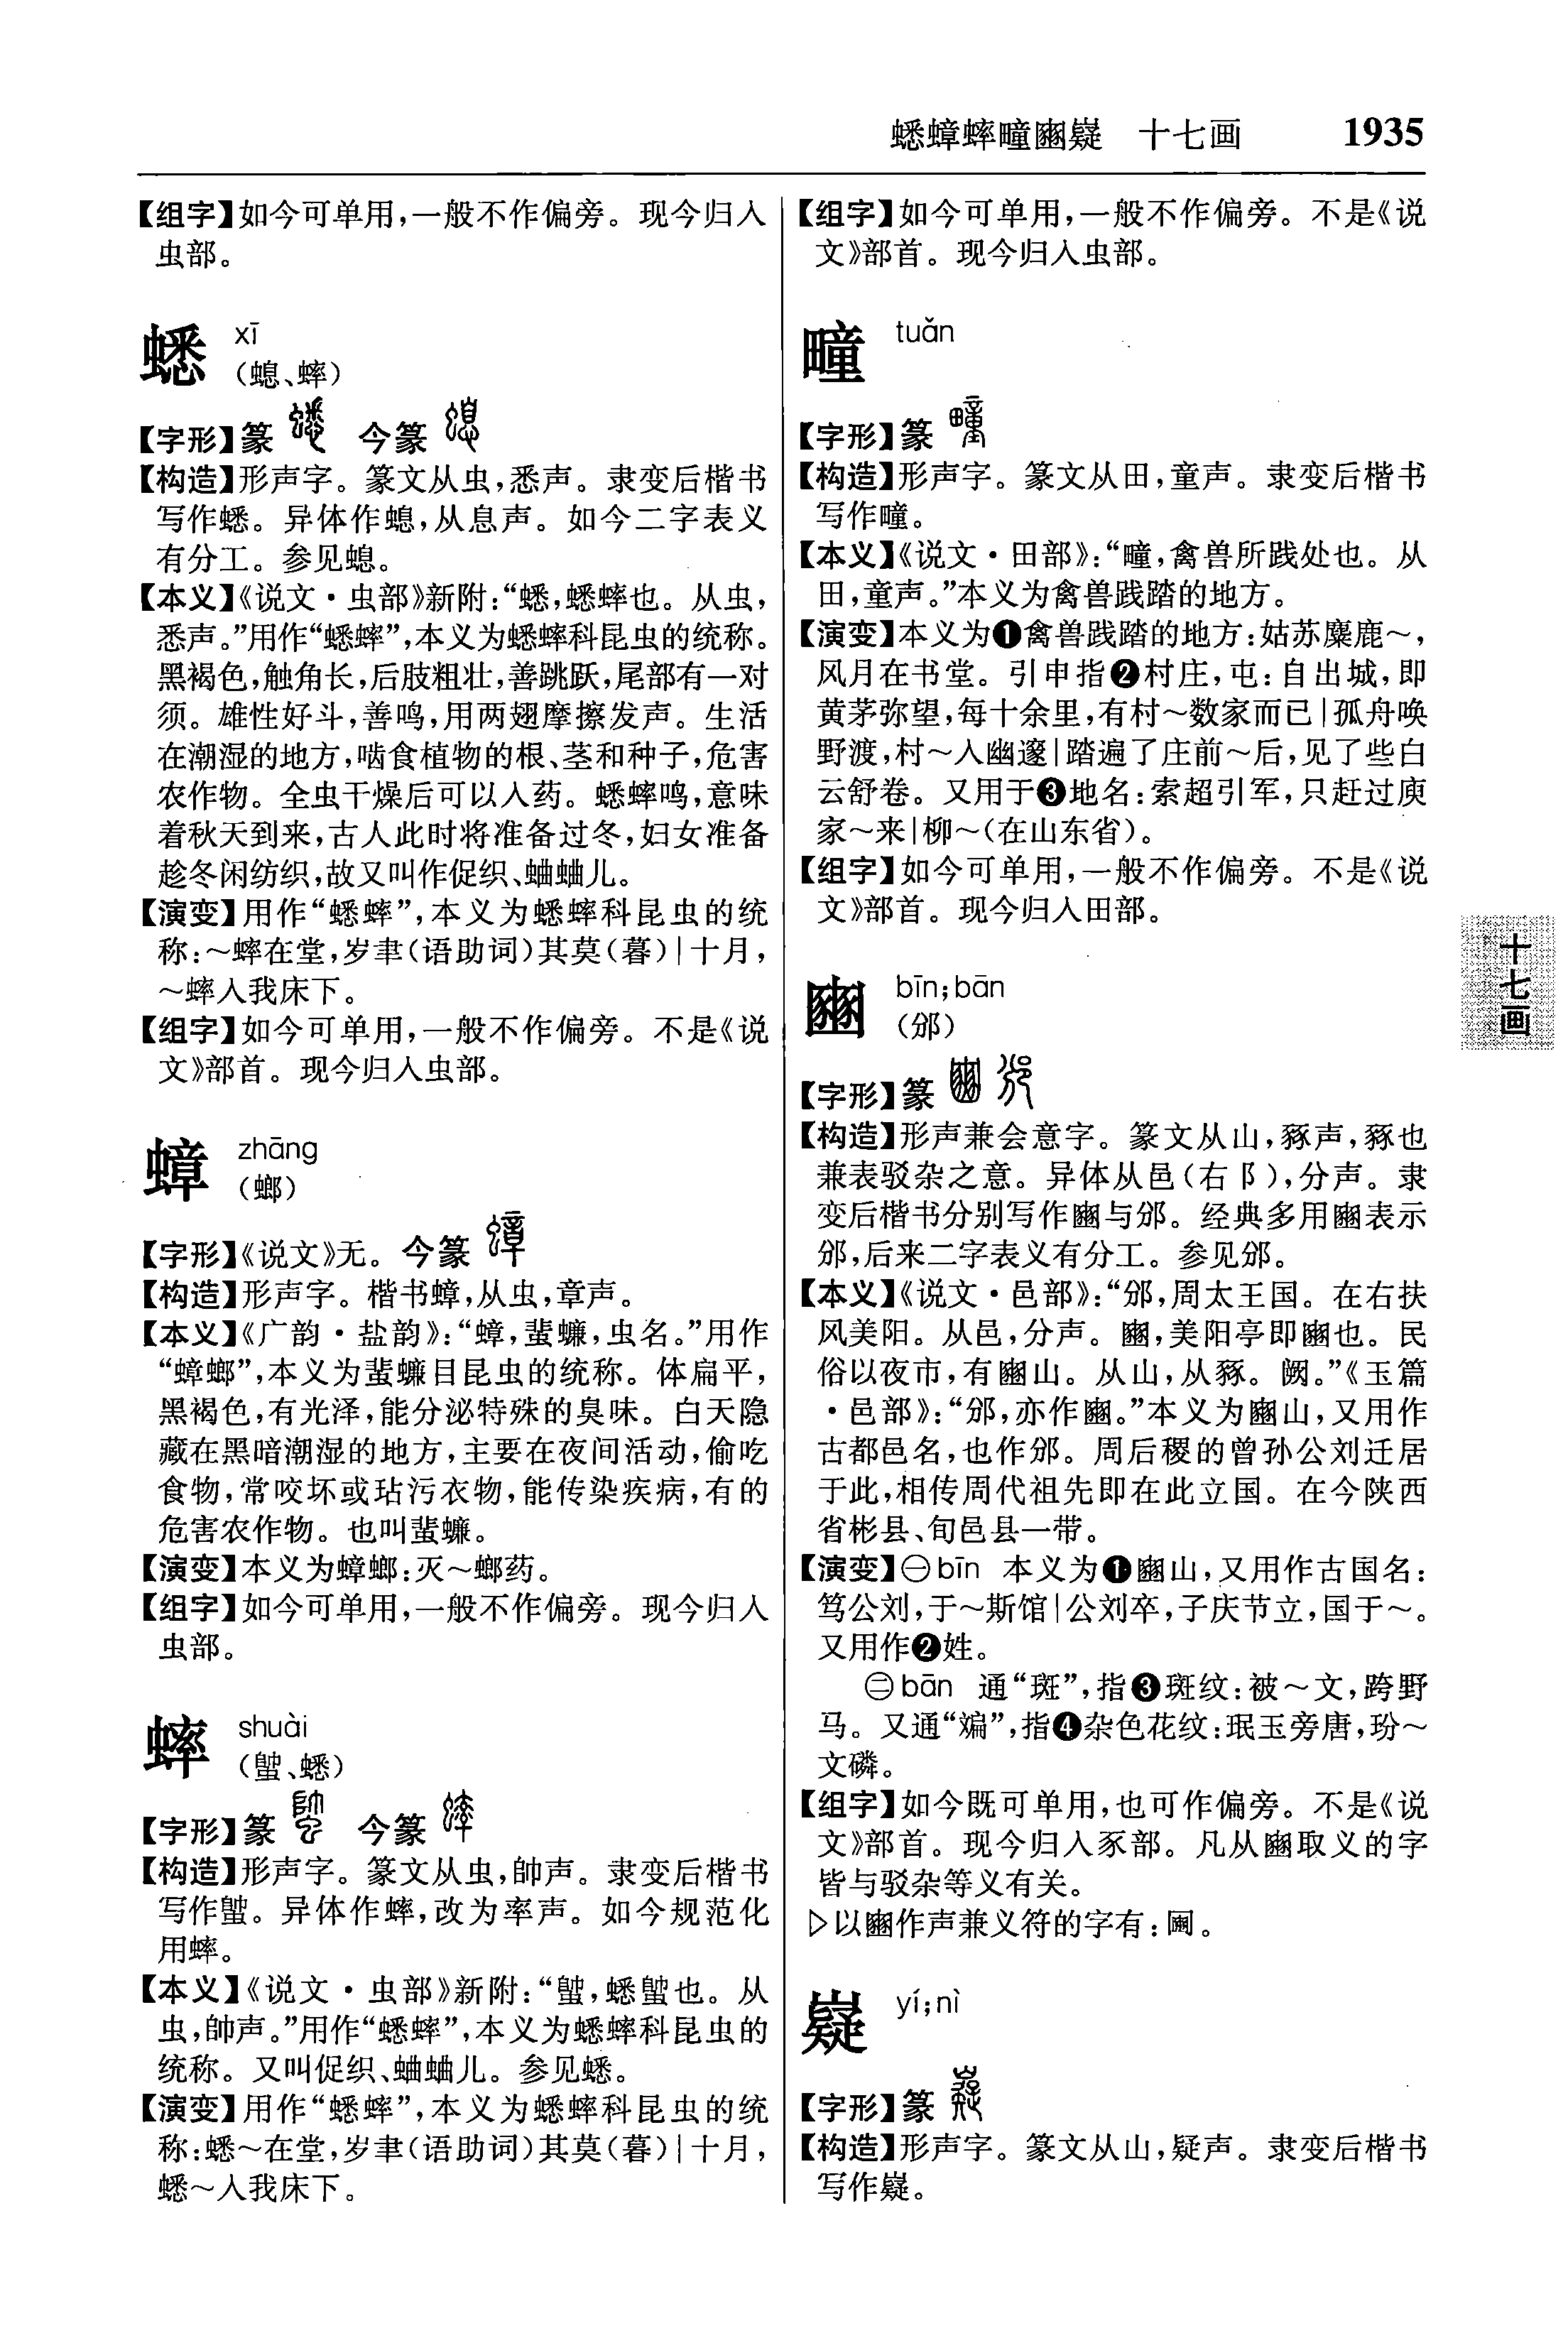 蟋蟑蟀疃豳嶷 十七画 1935
【组字】如今可单用，一般不作偏旁。现今归入
虫部。
蟋 xī
（螅、蟀）
【字形】篆 今篆
【构造】形声字。篆文从虫，悉声。隶变后楷书
写作蟋。异体作螅，从息声。如今二字表义
有分工。参见螅。
【本义】《说文·虫部》新附：“蟋，蟋蟀也。从虫，
悉声。”用作“蟋蟀”，本义为蟋蟀科昆虫的统称。
黑褐色，触角长，后肢粗壮，善跳跃，尾部有一对
须。雄性好斗，善鸣，用两翅摩擦发声。生活
在潮湿的地方，啮食植物的根、茎和种子，危害
农作物。全虫干燥后可以入药。蟋蟀鸣，意味
着秋天到来，古人此时将准备过冬，妇女准备
趁冬闲纺织，故又叫作促织、蛐蛐儿。
【演变】用作“蟋蟀”，本义为蟋蟀科昆虫的统
称：～蟀在堂，岁聿（语助词）其莫（暮）|十月，
～蟀入我床下。
【组字】如今可单用，一般不作偏旁。不是《说
文》部首。现今归入虫部。
蟑 zhāng
（螂）
【字形】《说文》无。今篆
【构造】形声字。楷书蟑，从虫，章声。
【本义】《广韵·盐韵》：“蟑，蜚蠊，虫名。”用作
“蟑螂”，本义为蜚蠊目昆虫的统称。体扁平，
黑褐色，有光泽，能分泌特殊的臭味。白天隐
藏在黑暗潮湿的地方，主要在夜间活动，偷吃
食物，常咬坏或玷污衣物，能传染疾病，有的
危害农作物。也叫蜚蠊。
【演变】本义为蟑螂：灭～螂药。
【组字】如今可单用，一般不作偏旁。现今归入
虫部。
蟀 shuài
（䗓、蟋）
【字形】篆 今篆
【构造】形声字。篆文从虫，帥声。隶变后楷书
写作䗓。异体作蟀，改为率声。如今规范化
用蟀。
【本义】《说文·虫部》新附：“䗓，蟋䗓也。从
虫，帥声。”用作“蟋蟀”，本义为蟋蟀科昆虫的
统称。又叫促织、蛐蛐儿。参见蟋。
【演变】用作“蟋蟀”，本义为蟋蟀科昆虫的统
称：蟋～在堂，岁聿（语助词）其莫（暮）|十月，
蟋～入我床下。
【组字】如今可单用，一般不作偏旁。不是《说
文》部首。现今归入虫部。
疃 tuǎn
【字形】篆
【构造】形声字。篆文从田，童声。隶变后楷书
写作疃。
【本义】《说文·田部》：“疃，禽兽所践处也。从
田，童声。”本义为禽兽践踏的地方。
【演变】本义为❶禽兽践踏的地方：姑苏麋鹿～，
风月在书堂。引申指❷村庄，屯：自出城，即
黄茅弥望，每十余里，有村～数家而已|孤舟唤
野渡，村～入幽邃|踏遍了庄前～后，见了些白
云舒卷。又用于❸地名：索超引军，只赶过庾
家～来|柳～（在山东省）。
【组字】如今可单用，一般不作偏旁。不是《说
文》部首。现今归入田部。
豳 bīn；bān
（邠）
【字形】篆
【构造】形声兼会意字。篆文从山，豩声，豩也
兼表驳杂之意。异体从邑（右阝），分声。隶
变后楷书分别写作豳与邠。经典多用豳表示
邠，后来二字表义有分工。参见邠。
【本义】《说文·邑部》：“邠，周太王国。在右扶
风美阳。从邑，分声。豳，美阳亭即豳也。民
俗以夜市，有豳山。从山，从豩。阙。”《玉篇
·邑部》：“邠，亦作豳。”本义为豳山，又用作
古都邑名，也作邠。周后稷的曾孙公刘迁居
于此，相传周代祖先即在此立国。在今陕西
省彬县、旬邑县一带。
【演变】㊀bīn 本义为❶豳山，又用作古国名：
笃公刘，于～斯馆|公刘卒，子庆节立，国于～。
又用作❷姓。
㊁bān 通“斑”，指❸斑纹：被～文，跨野
马。又通“斒”，指❹杂色花纹：珉玉旁唐，玢～
文磷。
【组字】如今既可单用，也可作偏旁。不是《说
文》部首。现今归入豕部。凡从豳取义的字
皆与驳杂等义有关。
▷以豳作声兼义符的字有：
嶷 yí；nì
【字形】篆
【构造】形声字。篆文从山，疑声。隶变后楷书
写作嶷。
十七画